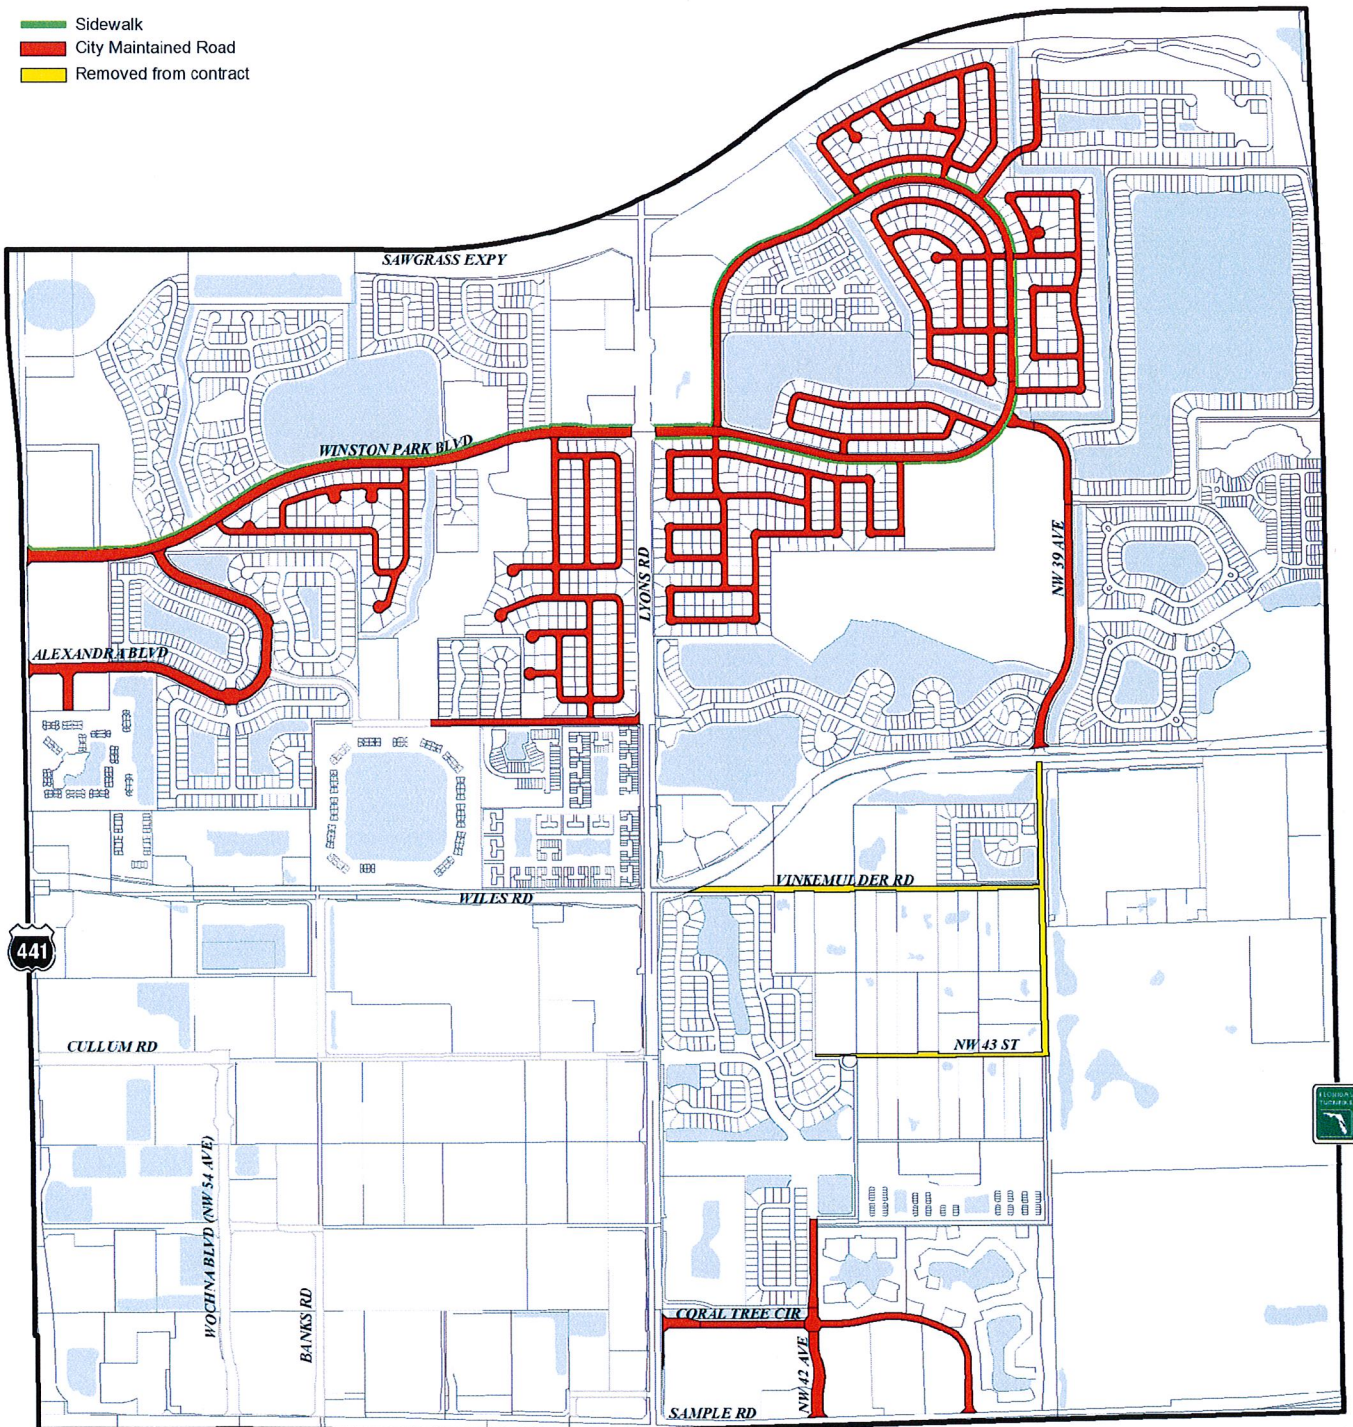 Sidewalk
City Maintained Road
Removed from contract
SAWGRASS EXPY
WINSTON PARK BLVD
LYONS RD
NW 39 AVE
ALEXANDRA BLVD
VINKEMULDER RD
WILES RD
441
CULLUM RD
NW 43 ST
FLORIDA'S
TURNPIKE
WOCHNA BLVD (NW 54 AVE)
BANKS RD
CORAL TREE CIR
NW 42 AVE
SAMPLE RD